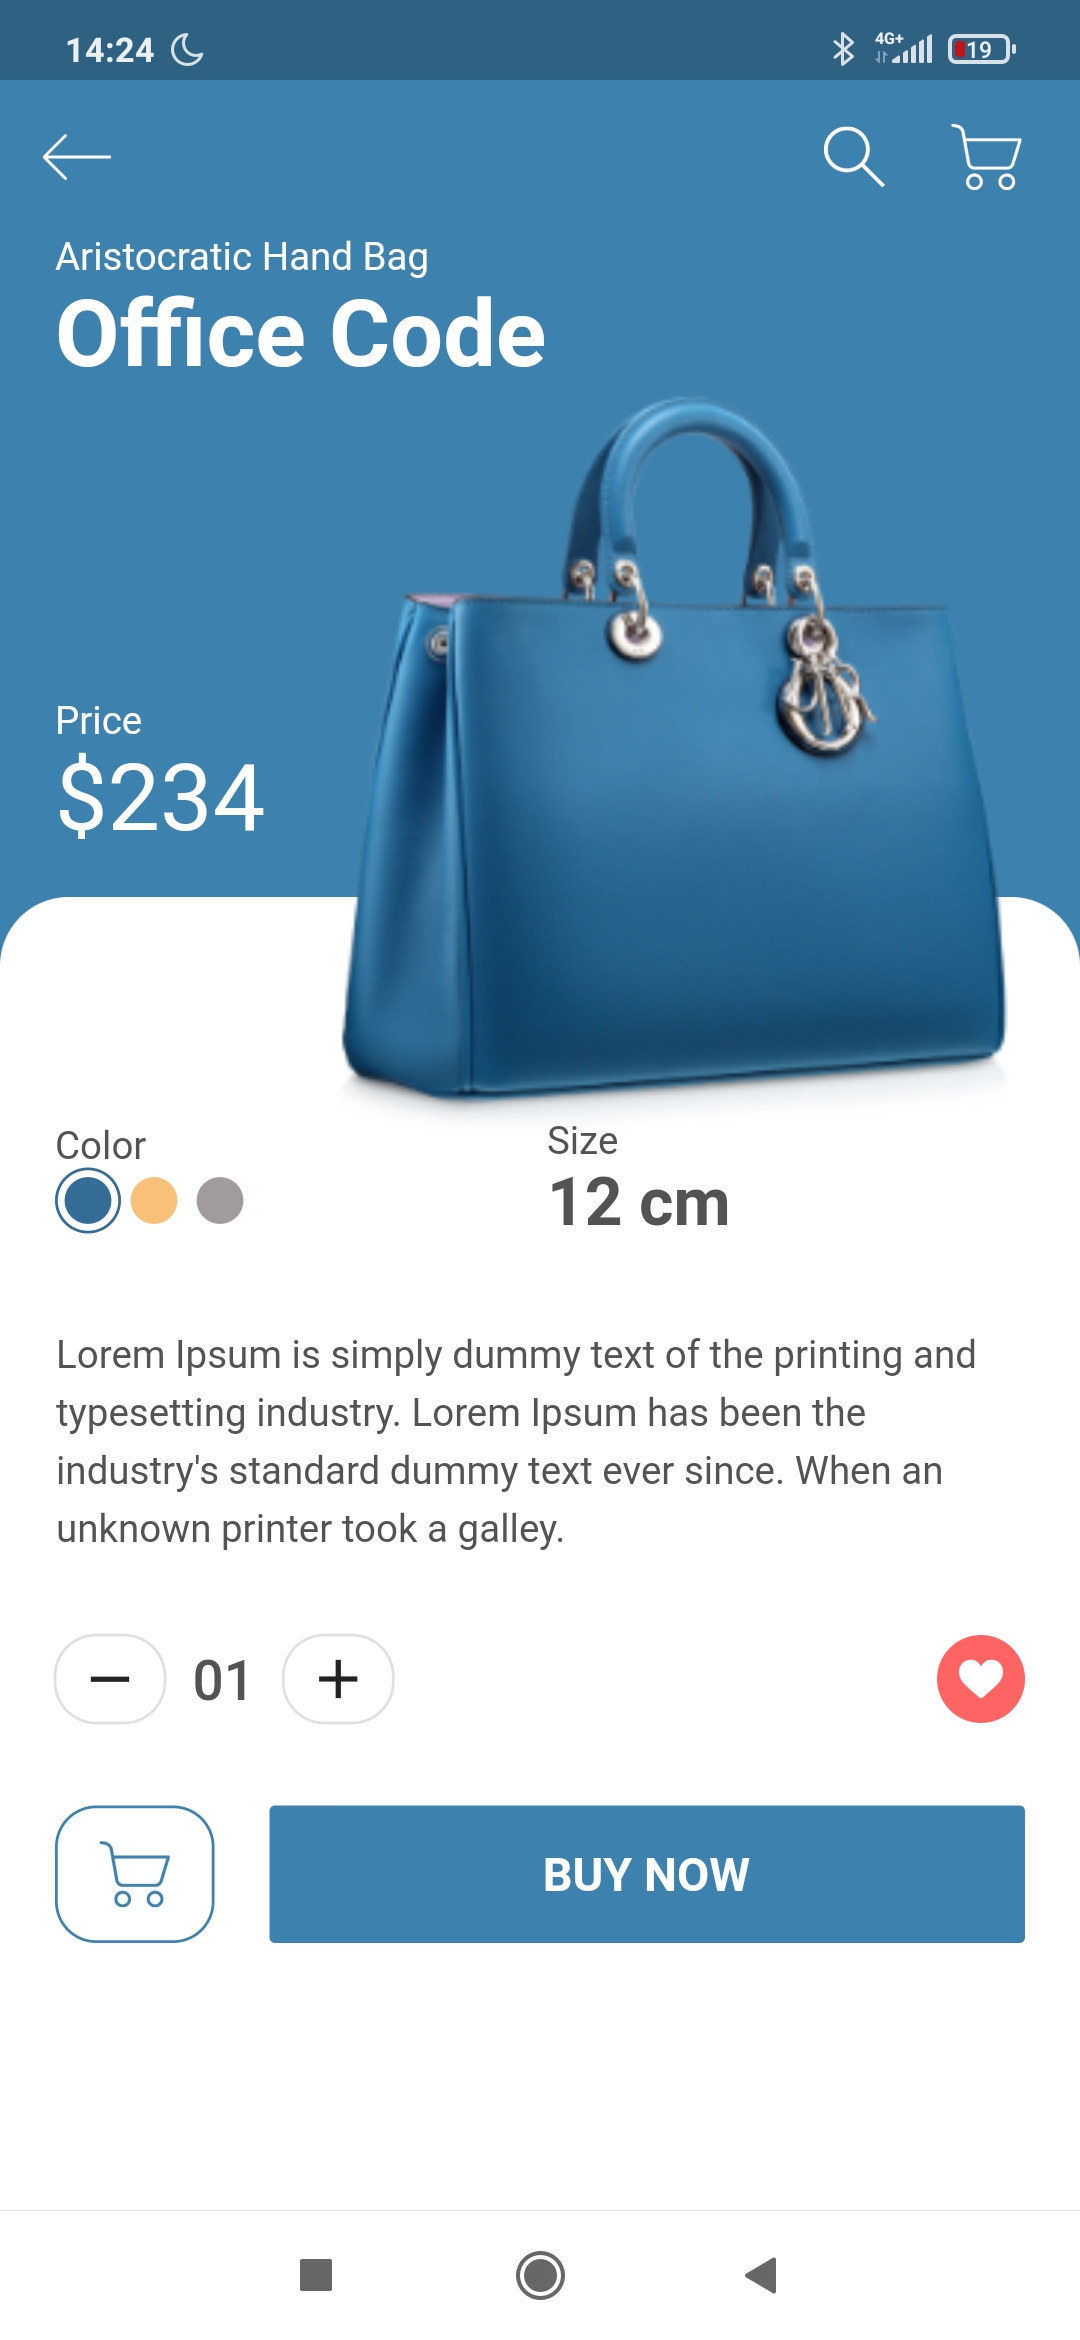 14:24
4G+
19
Aristocratic Hand Bag
Office Code
Price
$234
Color
Size
12 cm
Lorem Ipsum is simply dummy text of the printing and
typesetting industry. Lorem Ipsum has been the
industry's standard dummy text ever since. When an
unknown printer took a galley.
01
BUY NOW